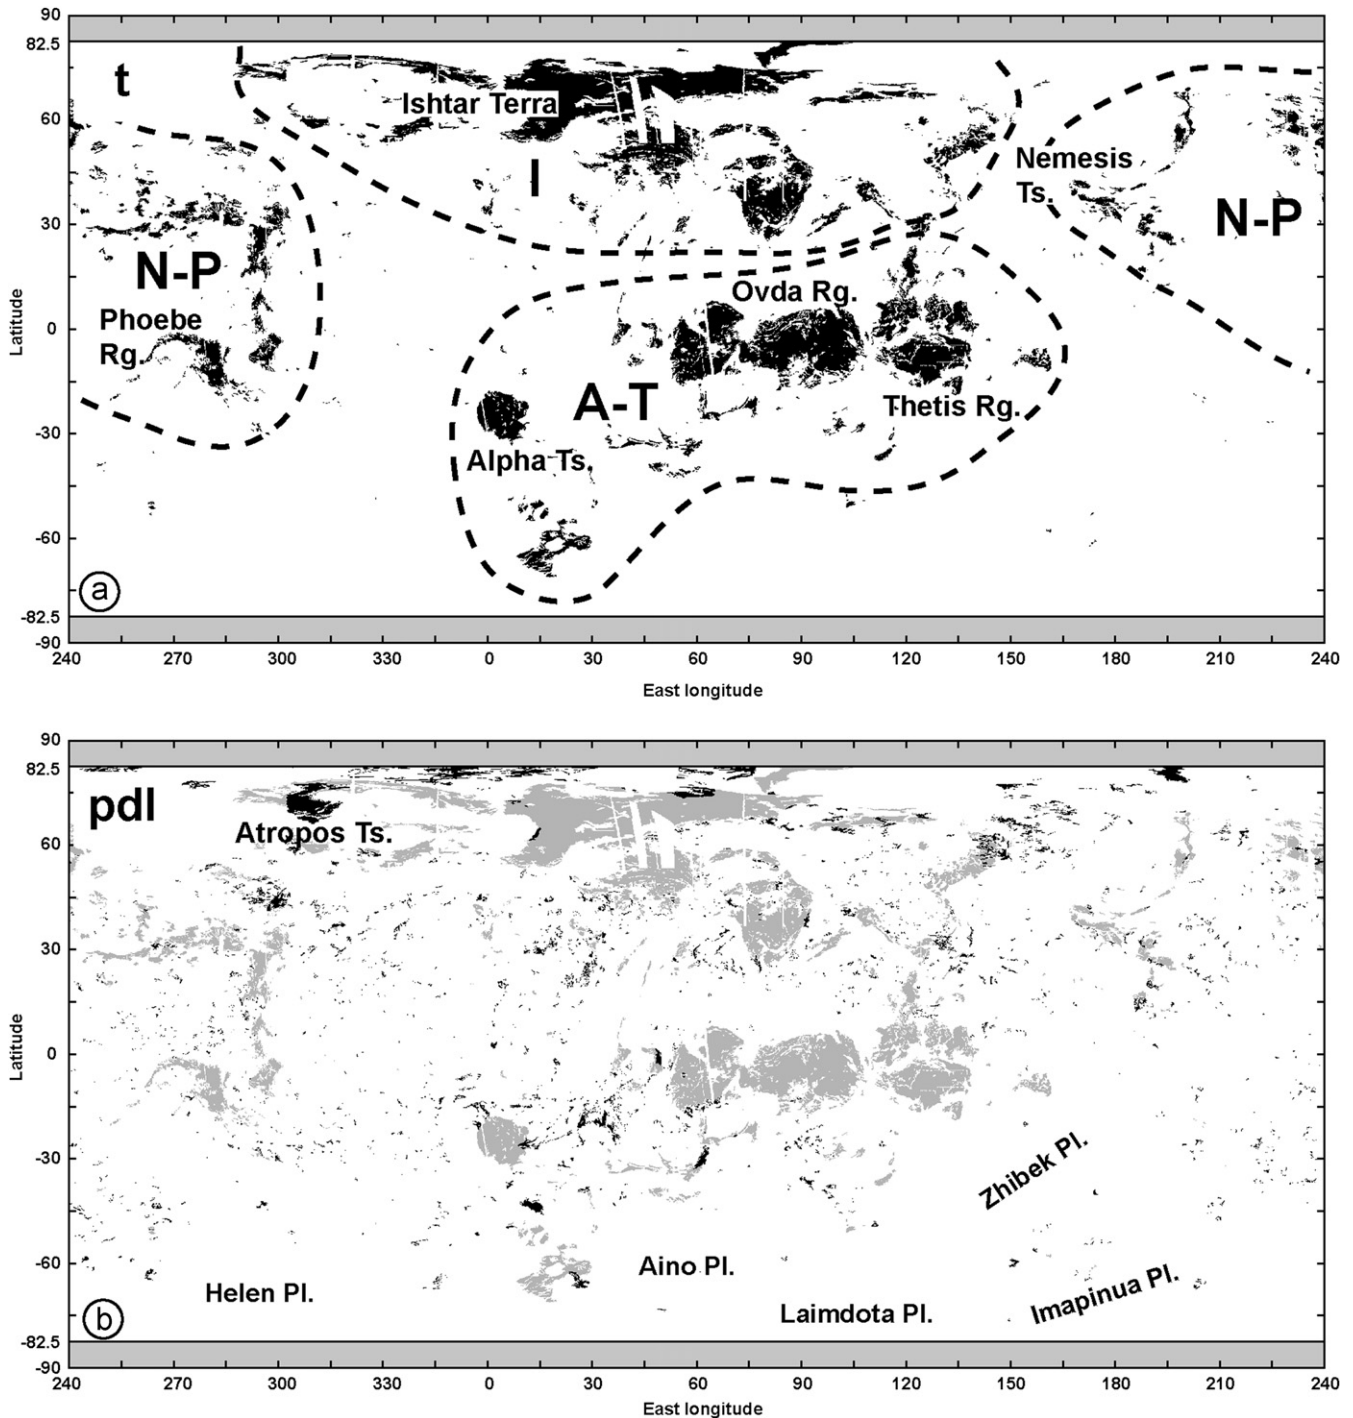 90
82.5
t
Ishtar Terra
60
Nemesis
Ts.
I
30
N-P
N-P
Ovda Rg.
Phoebe
Rg.
0
Latitude
A-T
Thetis Rg.
-30
Alpha Ts.
-60
a
-82.5
-90
240 270 300 330 0 30 60 90 120 150 180 210 240
East longitude
90
82.5
pdl
Atropos Ts.
60
30
0
Latitude
-30
Zhibek Pl.
-60
Aino Pl.
Helen Pl.
Imapinua Pl.
Laimdota Pl.
b
-82.5
-90
240 270 300 330 0 30 60 90 120 150 180 210 240
East longitude